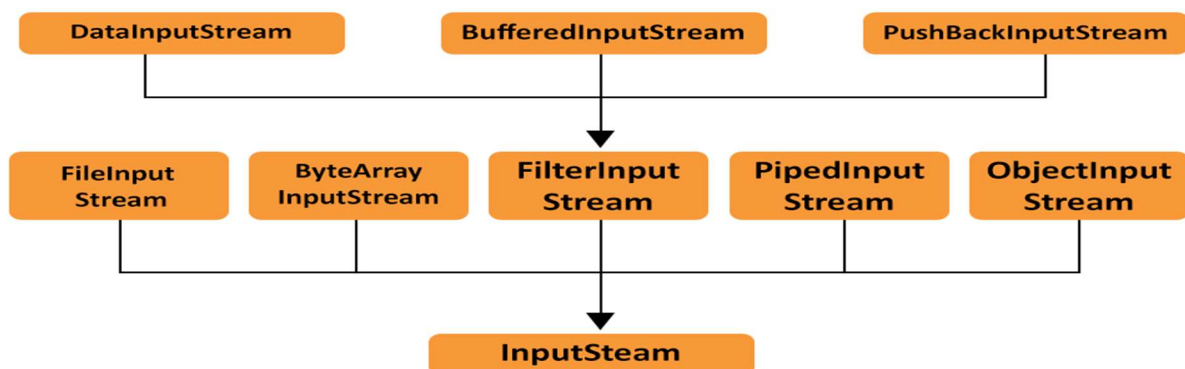 DataInputStream
BufferedInputStream
PushBackInputStream
FileInput
Stream
ByteArray
InputStream
FilterInput
Stream
PipedInput
Stream
ObjectInput
Stream
InputSteam